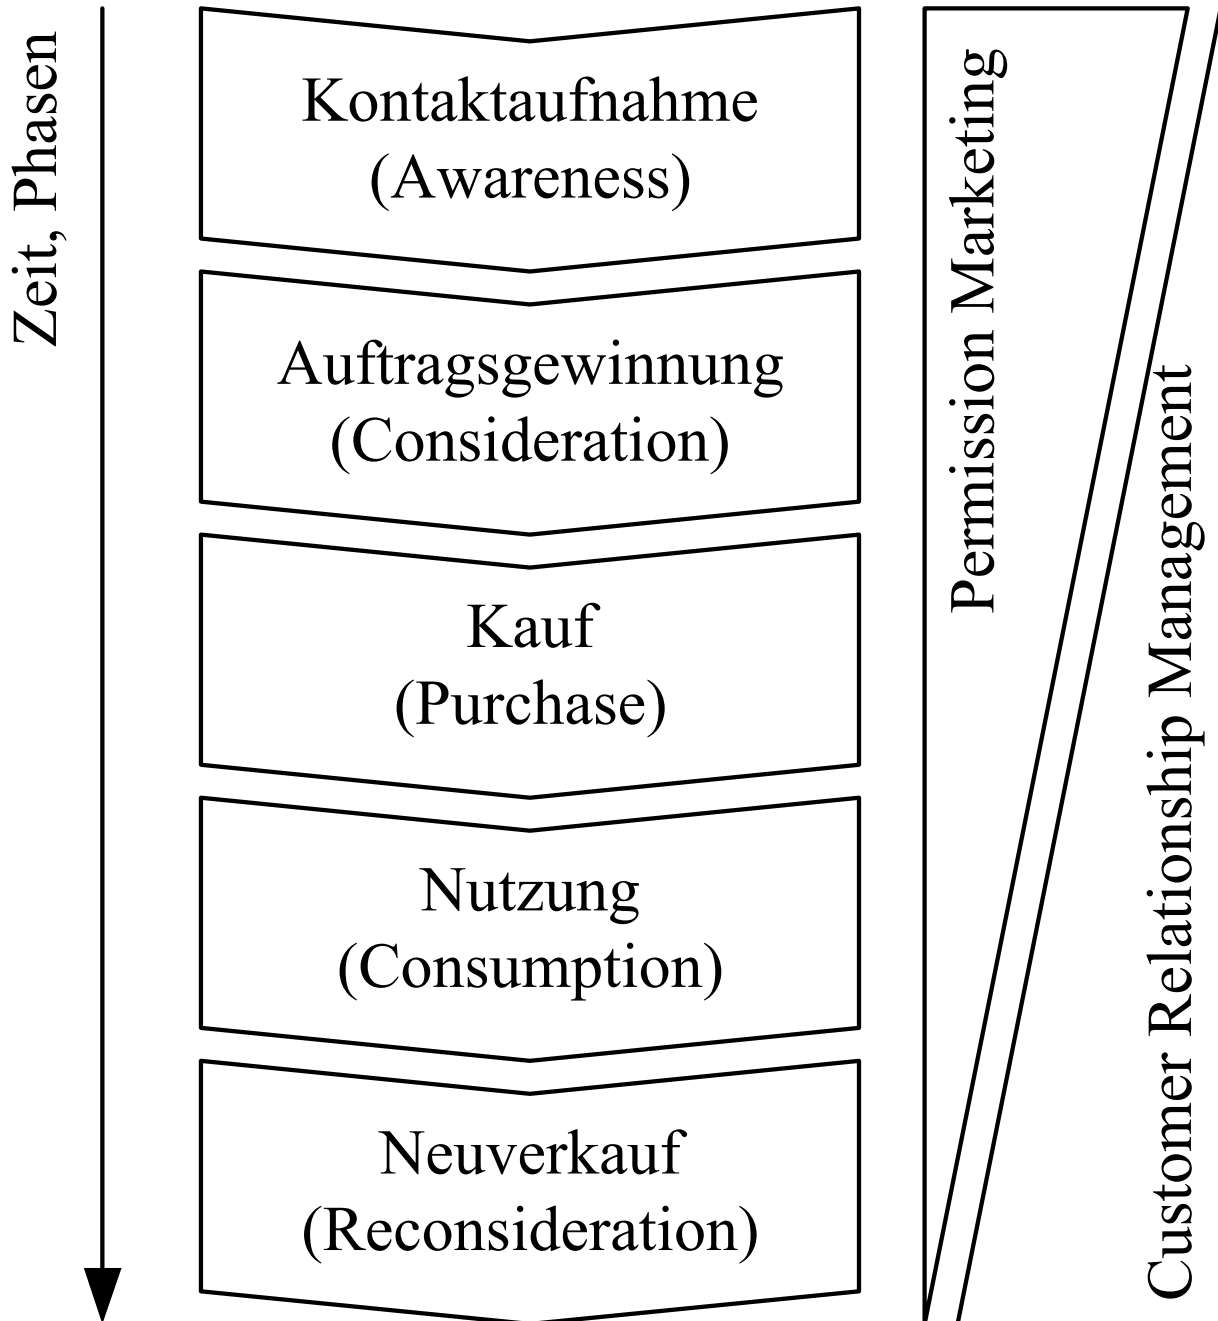 Zeit, Phasen
Kontaktaufnahme
(Awareness)
Auftragsgewinnung
(Consideration)
Kauf
(Purchase)
Nutzung
(Consumption)
Neuverkauf
(Reconsideration)
Permission Marketing
Customer Relationship Management